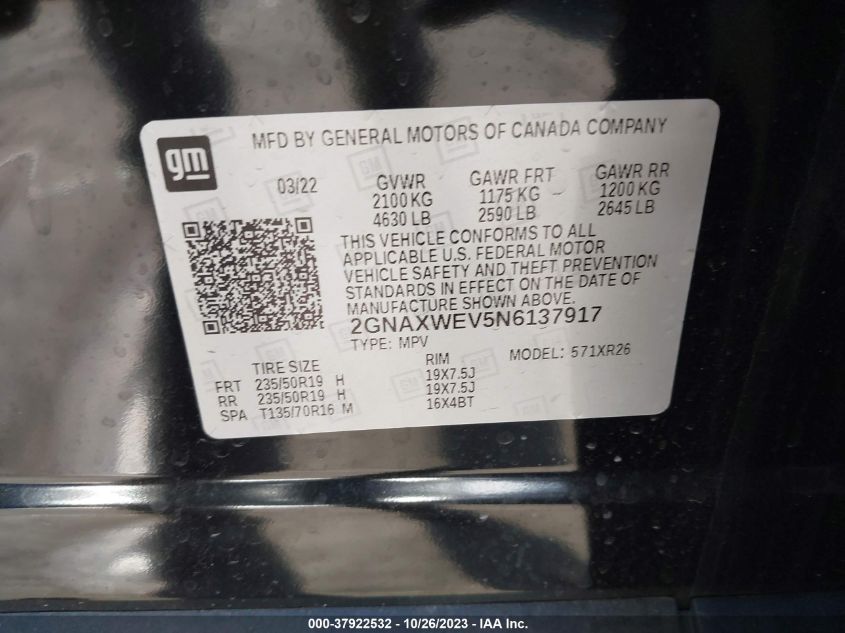 gm
MFD BY GENERAL MOTORS OF CANADA COMPANY
03/22
GVWR GAWR FRT GAWR RR
2100 KG 1175 KG 1200 KG
4630 LB 2590 LB 2645 LB
THIS VEHICLE CONFORMS TO ALL
APPLICABLE U.S. FEDERAL MOTOR
VEHICLE SAFETY AND THEFT PREVENTION
STANDARDS IN EFFECT ON THE DATE OF
MANUFACTURE SHOWN ABOVE.
2GNAXWEV5N6137917
TYPE: MPV MODEL: 571XR26
TIRE SIZE RIM
FRT 235/50R19 H 19X7.5J
RR 235/50R19 H 19X7.5J
SPA T135/70R16 M 16X4BT
000-37922532 - 10/26/2023 - IAA Inc.